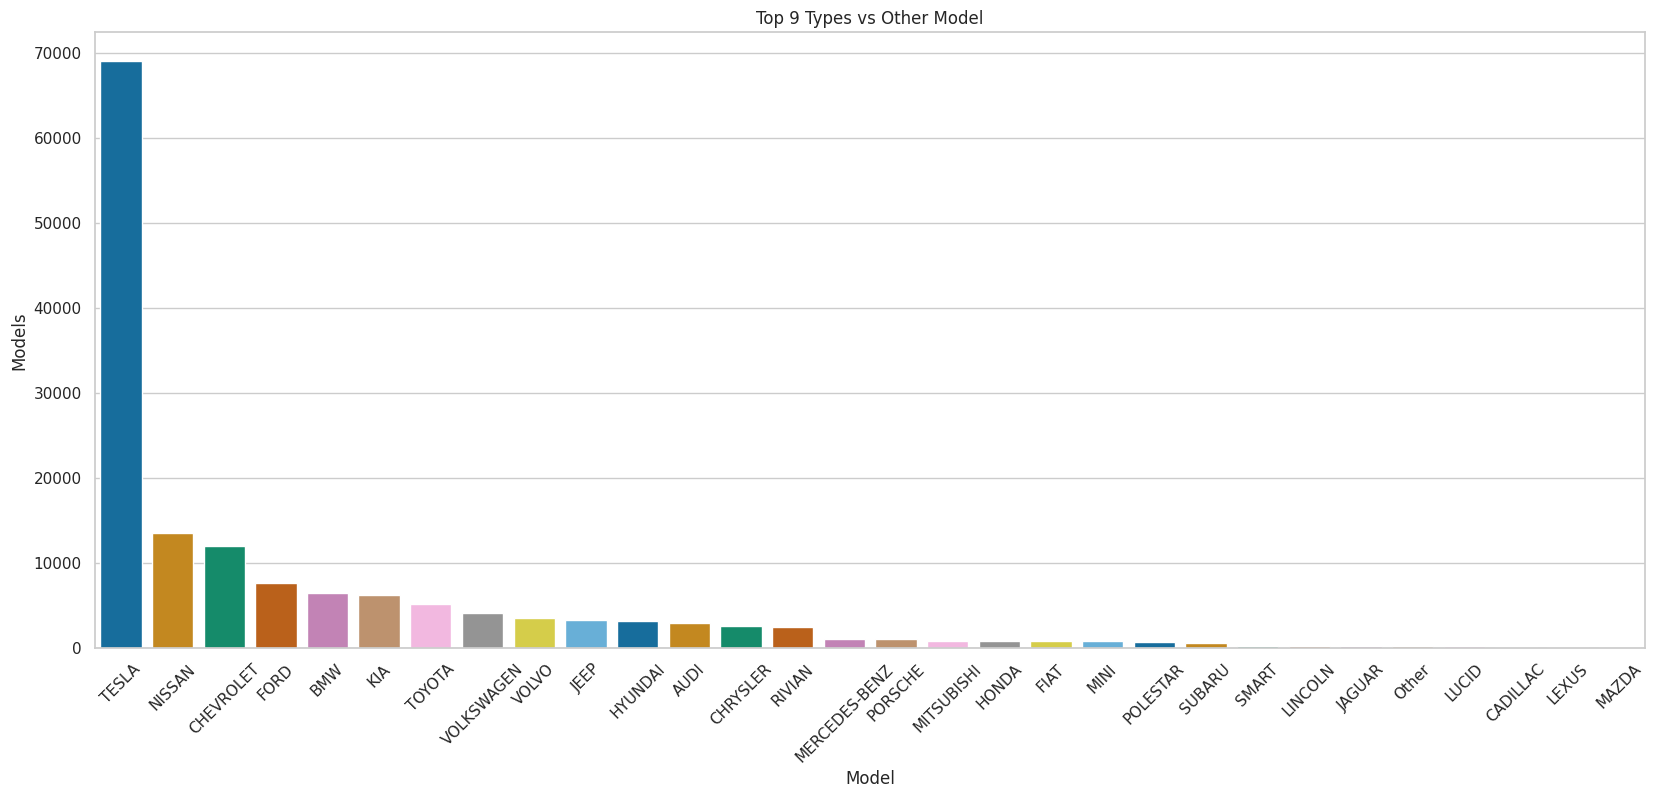 Top 9 Types vs Other Model
Models
70000
60000
50000
40000
30000
20000
10000
0
TESLA
NISSAN
CHEVROLET
FORD
BMW
KIA
TOYOTA
VOLKSWAGEN
VOLVO
JEEP
HYUNDAI
AUDI
CHRYSLER
RIVIAN
MERCEDES-BENZ
PORSCHE
MITSUBISHI
HONDA
FIAT
MINI
POLESTAR
SUBARU
SMART
LINCOLN
JAGUAR
Other
LUCID
CADILLAC
LEXUS
MAZDA
Model